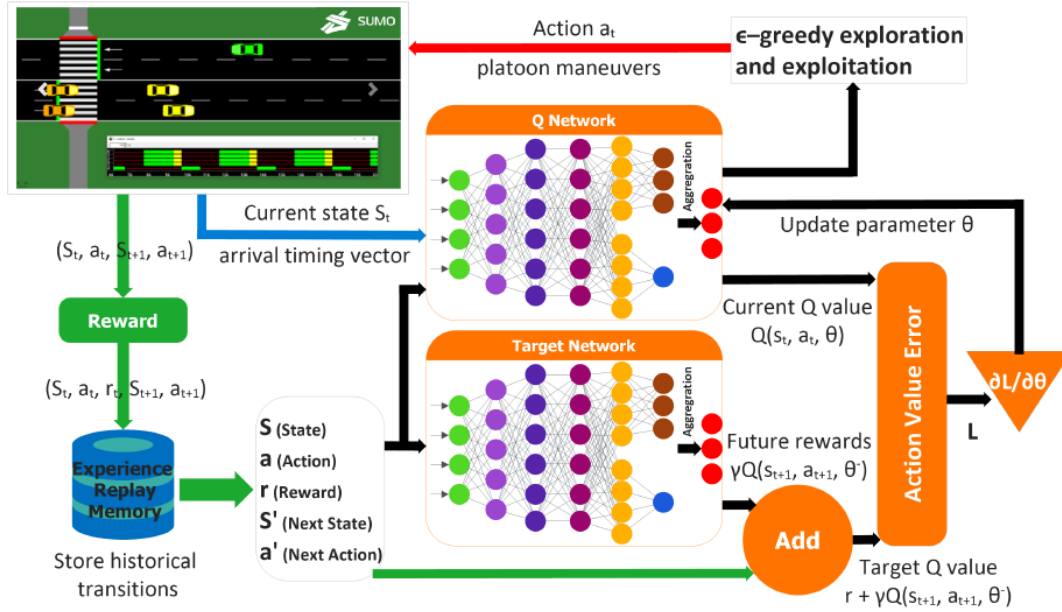 SUMO
Action aₜ
platoon maneuvers
ϵ–greedy exploration
and exploitation
Q Network
Aggregration
Current state Sₜ
arrival timing vector
Update parameter θ
(Sₜ, aₜ, Sₜ₊₁, aₜ₊₁)
Reward
Current Q value
Q(sₜ, aₜ, θ)
Action Value Error
Target Network
Aggregration
∂L/∂θ
L
(Sₜ, aₜ, rₜ, Sₜ₊₁, aₜ₊₁)
S (State)
a (Action)
r (Reward)
S' (Next State)
a' (Next Action)
Future rewards
γQ(sₜ₊₁, aₜ₊₁, θ⁻)
Experience
Replay
Memory
Add
Store historical
transitions
Target Q value
r + γQ(sₜ₊₁, aₜ₊₁, θ⁻)